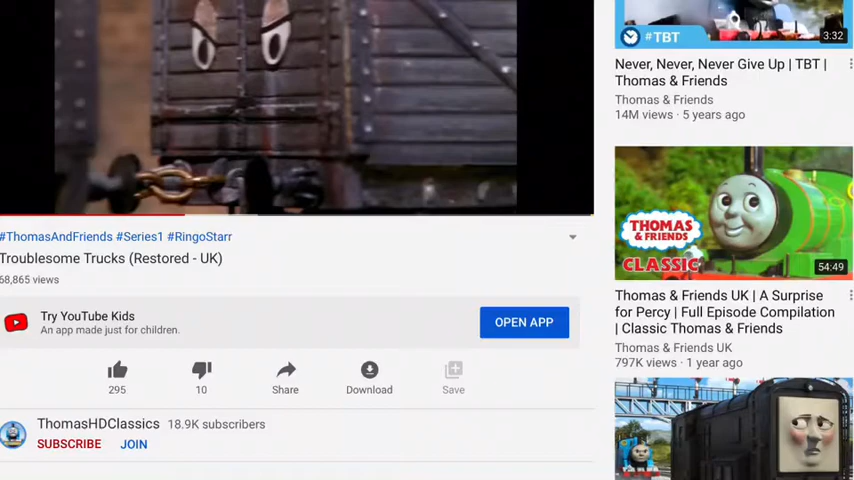 #TBT
3:32
Never, Never, Never Give Up | TBT |
Thomas & Friends
Thomas & Friends
14M views · 5 years ago
THOMAS
& FRIENDS
CLASSIC
54:49
Thomas & Friends UK | A Surprise
for Percy | Full Episode Compilation
| Classic Thomas & Friends
Thomas & Friends UK
797K views · 1 year ago
#ThomasAndFriends #Series1 #RingoStarr
Troublesome Trucks (Restored - UK)
68,865 views
Try YouTube Kids
An app made just for children.
OPEN APP
295
10
Share
Download
Save
ThomasHDClassics 18.9K subscribers
SUBSCRIBE JOIN